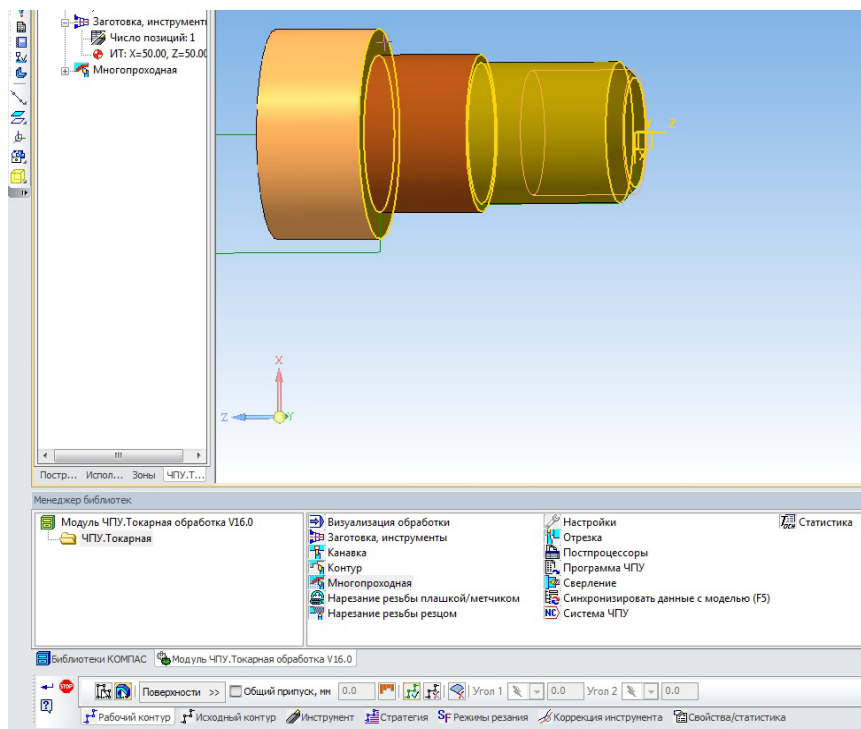 Заготовка, инструмент
Число позиций: 1
ИТ: X=50.00, Z=50.00
Многопроходная
Z
X
X
Z
Y
Постр... Испол... Зоны ЧПУ.Т...
Менеджер библиотек
Модуль ЧПУ.Токарная обработка V16.0
ЧПУ.Токарная
Визуализация обработки
Заготовка, инструменты
Канавка
Контур
Многопроходная
Нарезание резьбы плашкой/метчиком
Нарезание резьбы резцом
Настройки
Отрезка
Постпроцессоры
Программа ЧПУ
Сверление
Синхронизировать данные с моделью (F5)
NC Система ЧПУ
Статистика
Библиотеки КОМПАС Модуль ЧПУ.Токарная обработка V16.0
STOP Поверхности >> Общий припуск, мм 0.0 Угол 1 0.0 Угол 2 0.0
Рабочий контур Исходный контур Инструмент Стратегия SF Режимы резания Коррекция инструмента Свойства/статистика